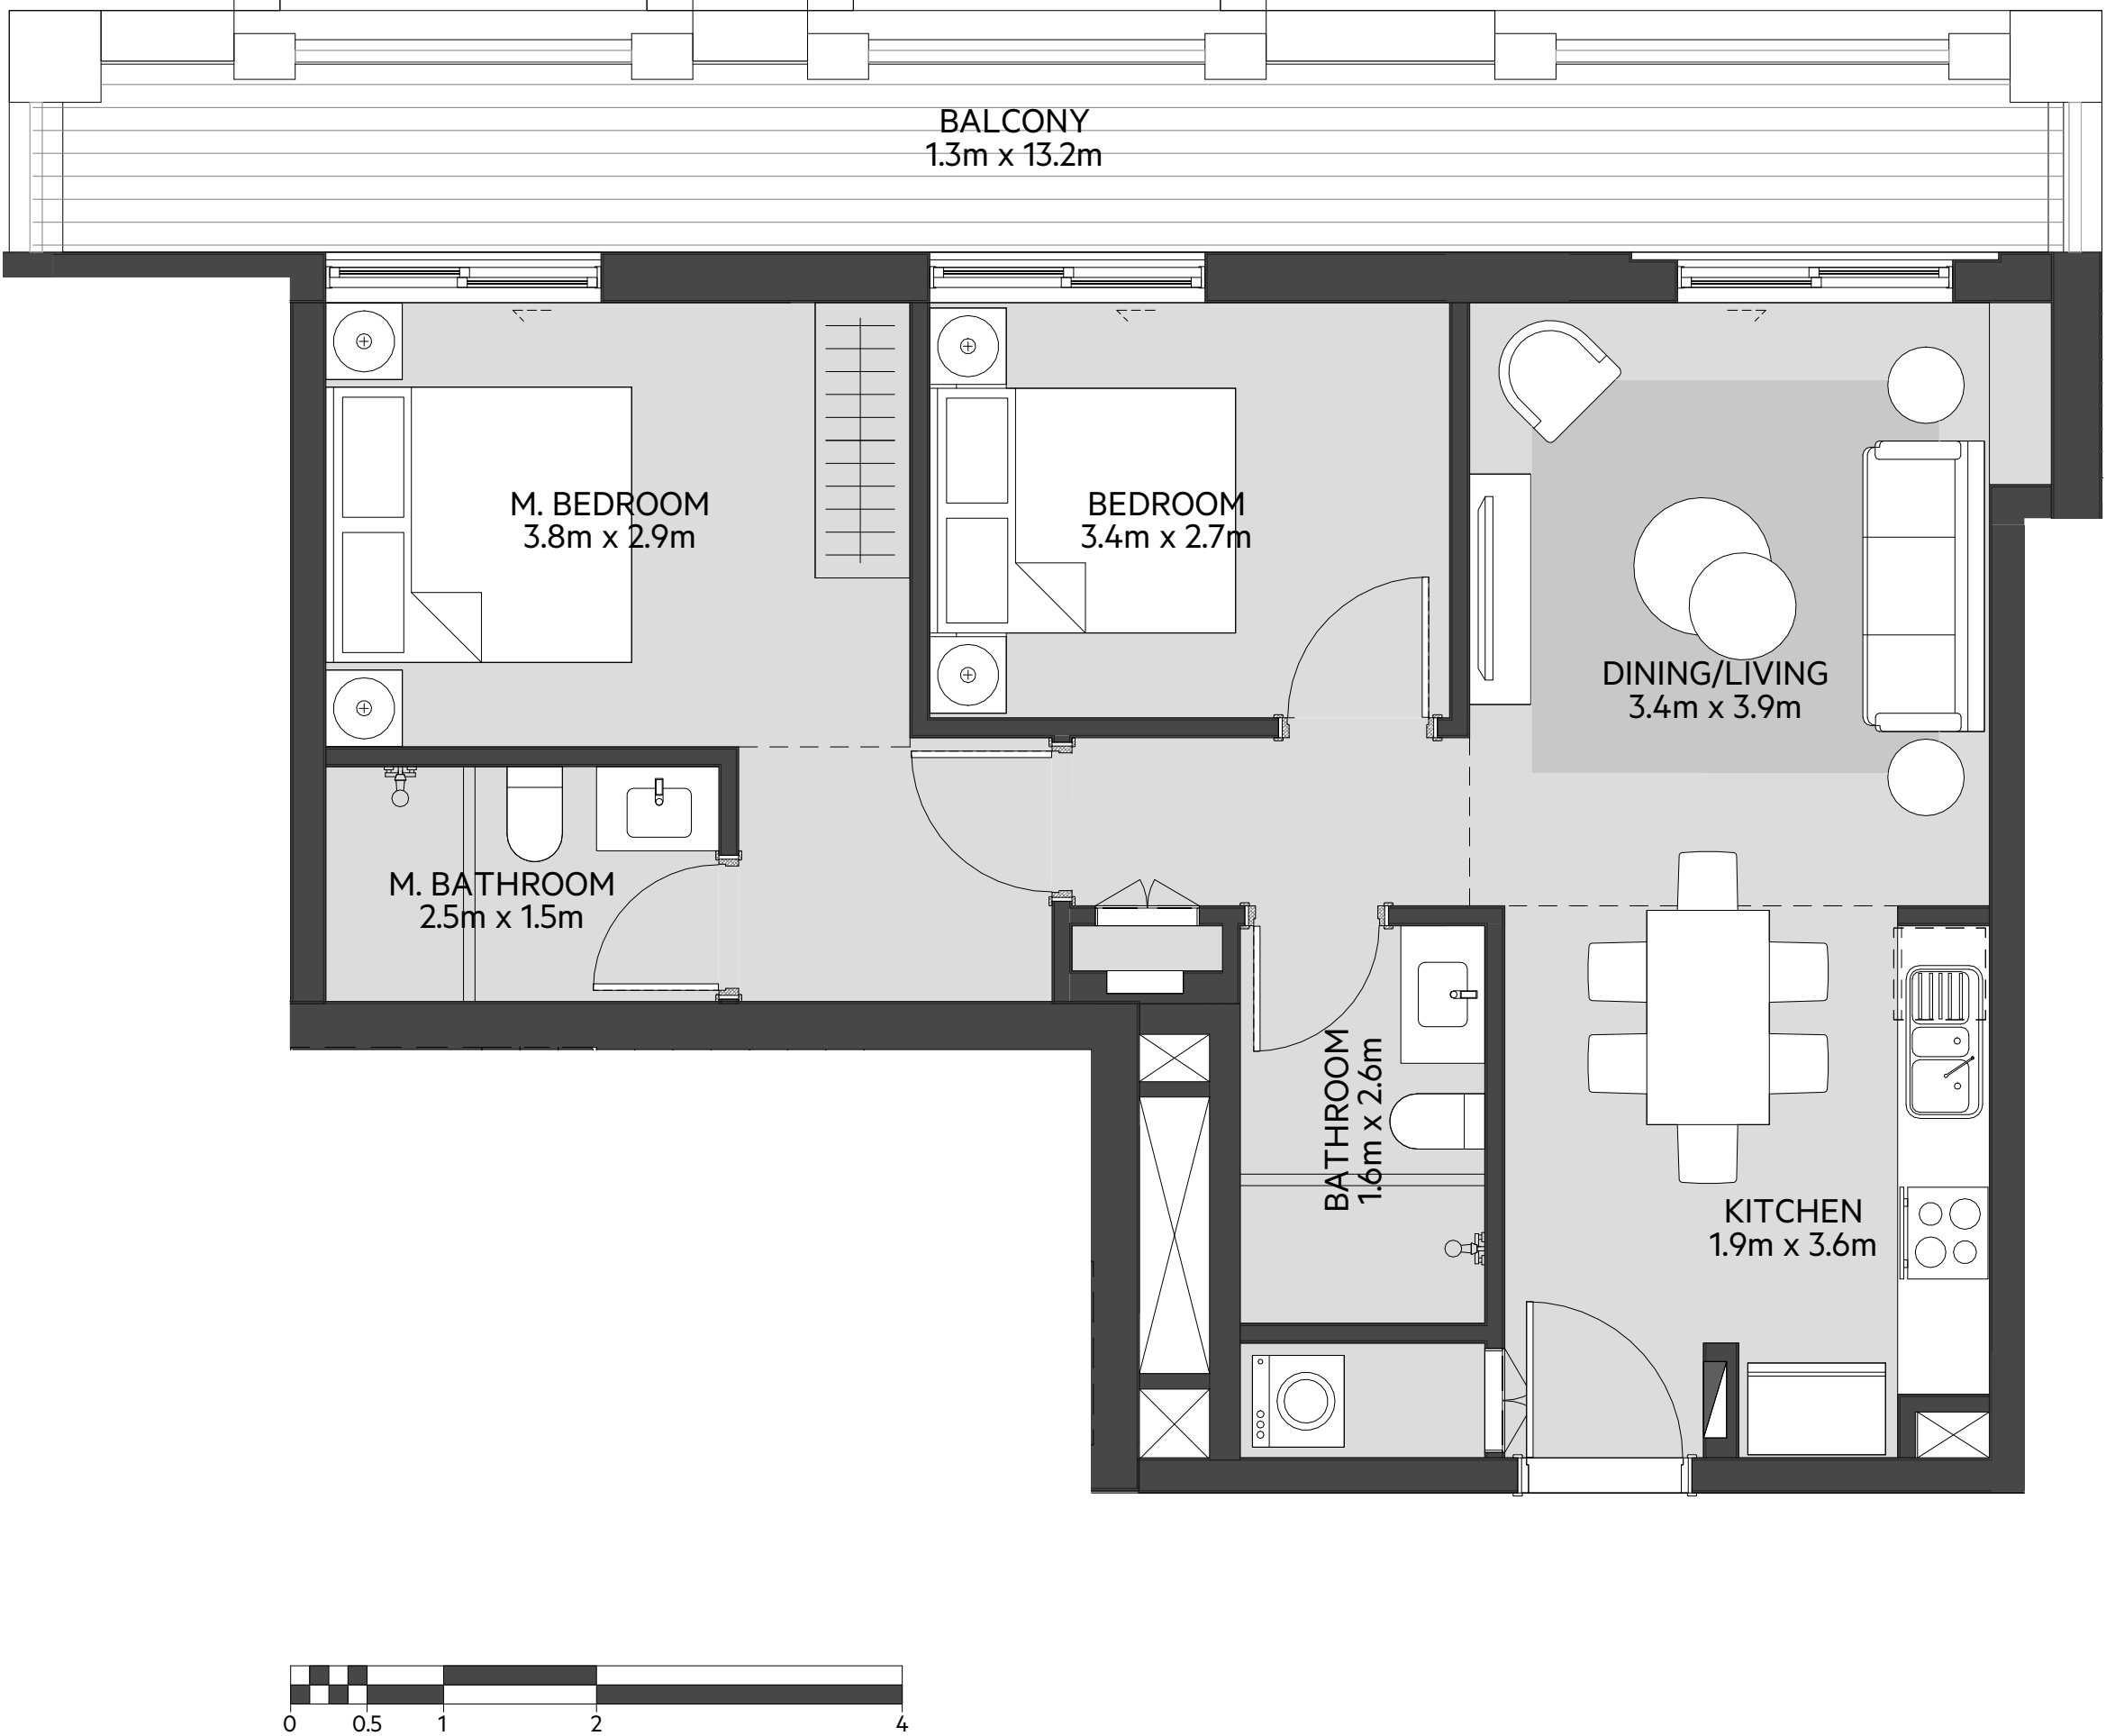 BALCONY
1.3m x 13.2m
M. BEDROOM
3.8m x 2.9m
BEDROOM
3.4m x 2.7m
DINING/LIVING
3.4m x 3.9m
M. BATHROOM
2.5m x 1.5m
BATHROOM
1.6m x 2.6m
KITCHEN
1.9m x 3.6m
0 0.5 1 2 4